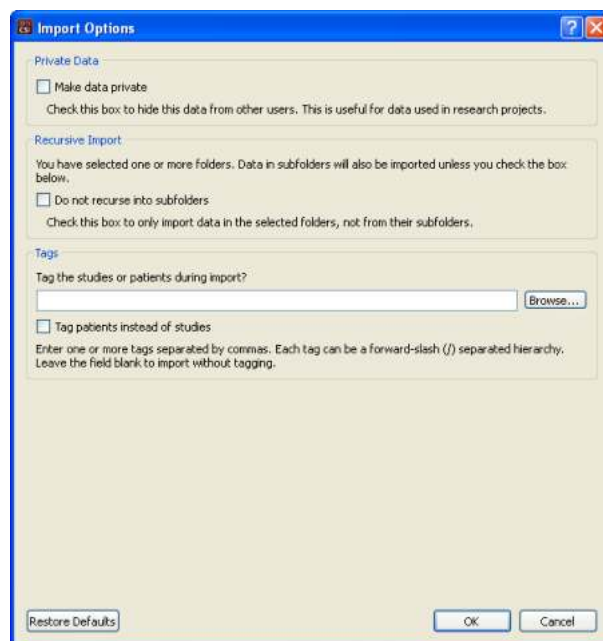 Import Options
Private Data
Make data private
Check this box to hide this data from other users. This is useful for data used in research projects.
Recursive Import
You have selected one or more folders. Data in subfolders will also be imported unless you check the box
below.
Do not recurse into subfolders
Check this box to only import data in the selected folders, not from their subfolders.
Tags
Tag the studies or patients during import?
Browse...
Tag patients instead of studies
Enter one or more tags separated by commas. Each tag can be a forward-slash (/) separated hierarchy.
Leave the field blank to import without tagging.
Restore Defaults OK Cancel